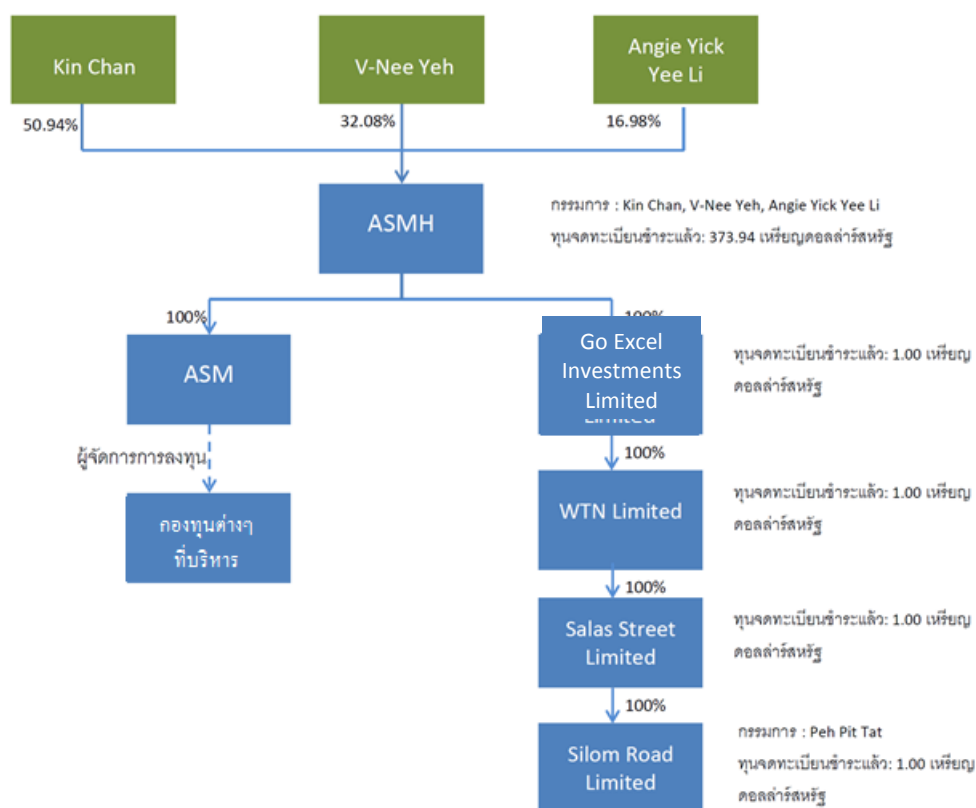 Kin Chan
V-Nee Yeh
Angie Yick
Yee Li
50.94%
32.08%
16.98%
ASMH
กรรมการ : Kin Chan, V-Nee Yeh, Angie Yick Yee Li
ทุนจดทะเบียนชำระแล้ว: 373.94 เหรียญดอลล่าร์สหรัฐ
100%
100%
ASM
Go Excel
Investments
Limited
Limited
ทุนจดทะเบียนชำระแล้ว: 1.00 เหรียญ
ดอลล่าร์สหรัฐ
ผู้จัดการการลงทุน
100%
กองทุนต่างๆ
ที่บริหาร
WTN Limited
ทุนจดทะเบียนชำระแล้ว: 1.00 เหรียญ
ดอลล่าร์สหรัฐ
100%
Salas Street
Limited
ทุนจดทะเบียนชำระแล้ว: 1.00 เหรียญ
ดอลล่าร์สหรัฐ
100%
Silom Road
Limited
กรรมการ : Peh Pit Tat
ทุนจดทะเบียนชำระแล้ว: 1.00 เหรียญ
ดอลล่าร์สหรัฐ